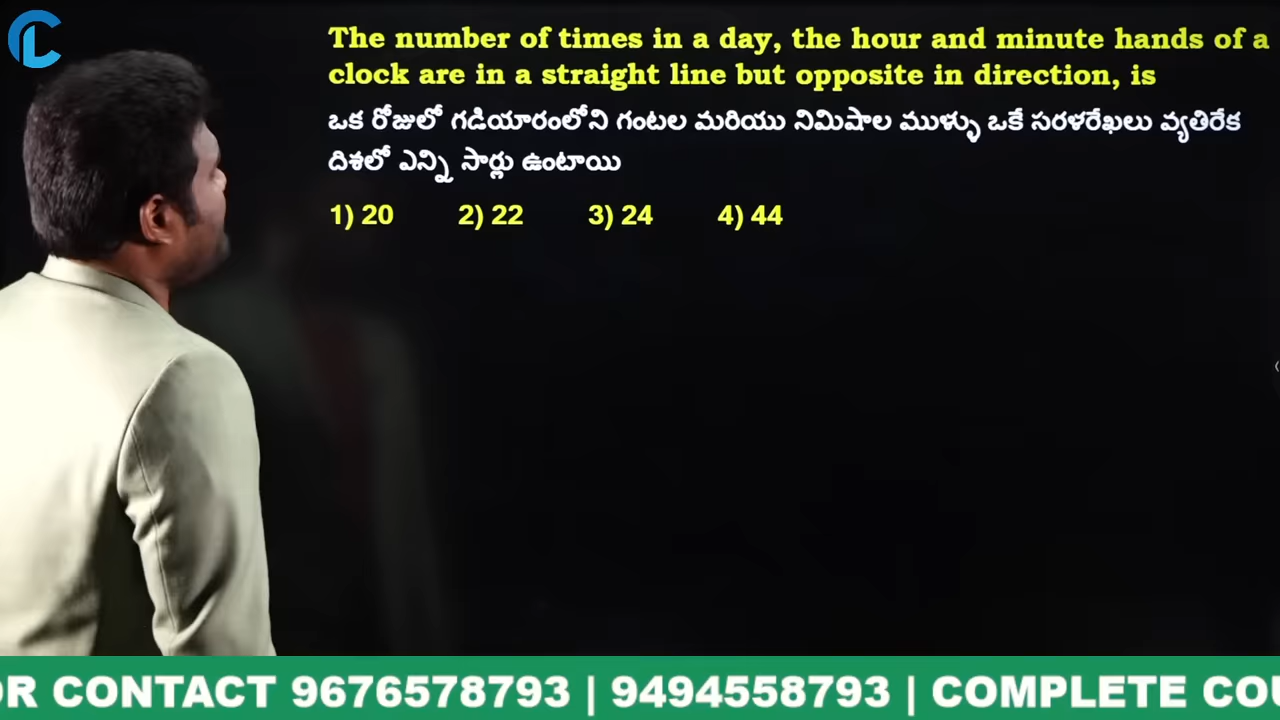 The number of times in a day, the hour and minute hands of a
clock are in a straight line but opposite in direction, is
ఒక రోజులో గడియారంలోని గంటల మరియు నిమిషాల ముళ్ళు ఒకే సరళరేఖలు వ్యతిరేక
దిశలో ఎన్ని సార్లు ఉంటాయి
1) 20 2) 22 3) 24 4) 44
OR CONTACT 9676578793 | 9494558793 | COMPLETE COU